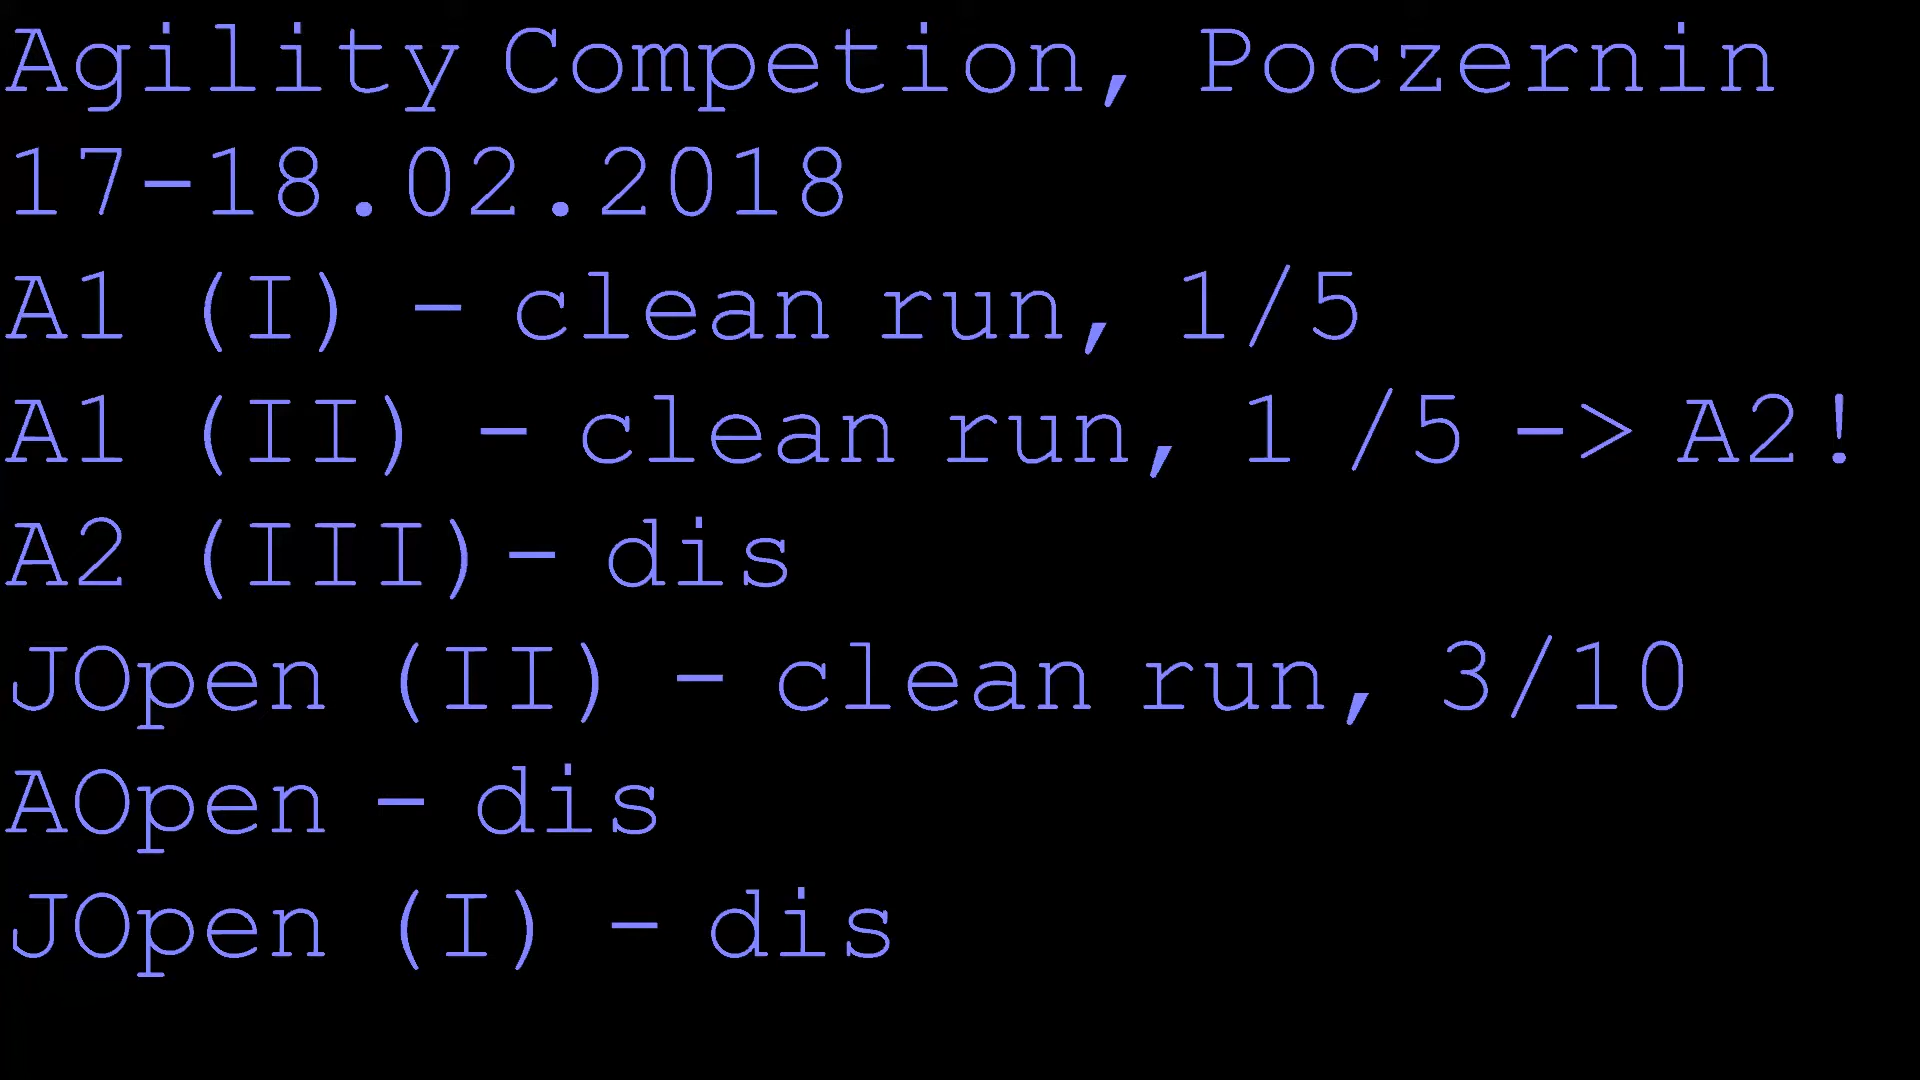 Agility Competion, Poczernin
17-18.02.2018
A1 (I) - clean run, 1/5
A1 (II) - clean run, 1 /5 -> A2!
A2 (III)- dis
JOpen (II) - clean run, 3/10
AOpen - dis
JOpen (I) - dis